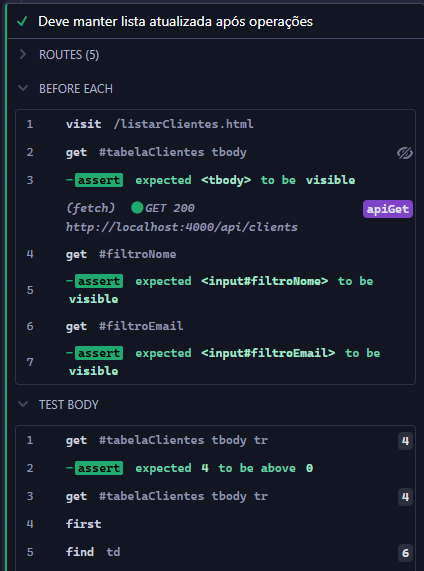 Deve manter lista atualizada após operações
ROUTES (5)
BEFORE EACH
1 visit /listarClientes.html
2 get #tabelaClientes tbody
3 -assert expected <tbody> to be visible
(fetch) GET 200 apiGet
http://localhost:4000/api/clients
4 get #filtroNome
5 -assert expected <input#filtroNome> to be
visible
6 get #filtroEmail
7 -assert expected <input#filtroEmail> to be
visible
TEST BODY
1 get #tabelaClientes tbody tr 4
2 -assert expected 4 to be above 0
3 get #tabelaClientes tbody tr 4
4 first
5 find td 6